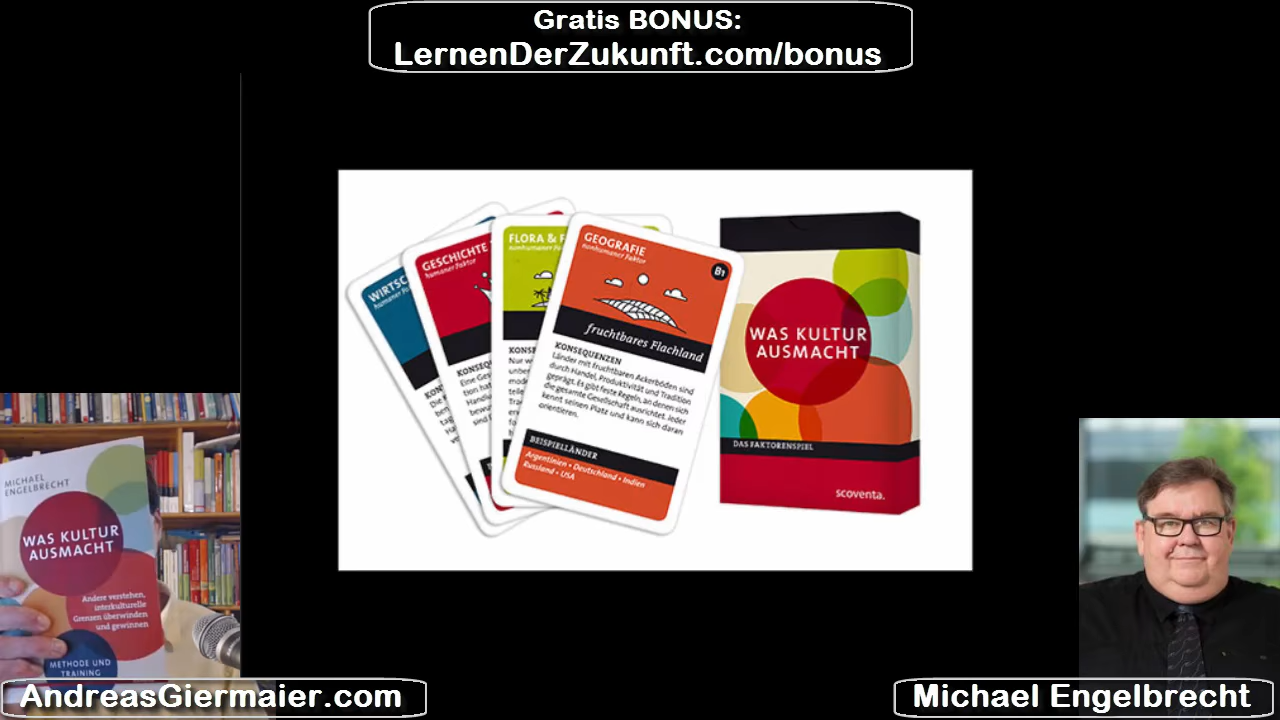 Gratis BONUS:
LernenDerZukunft.com/bonus
GESCHICHTE
humaner Faktor
FLORA &
GEOGRAFIE
nonhumaner Faktor
B1
fruchtbares Flachland
KONSEQUENZEN
Länder mit fruchtbaren Ackerböden sind
durch Handel, Produktivität und Tradition
geprägt. Es gibt feste Regeln, an denen sich
die gesamte Gesellschaft ausrichtet. Jeder
kennt seinen Platz und kann sich daran
orientieren.
BEISPIELLÄNDER
Argentinien • Deutschland • Indien
Russland • USA
WAS KULTUR
AUSMACHT
DAS FAKTORENSPIEL
scoventa.
MICHAEL
ENGELBRECHT
WAS KULTUR
AUSMACHT
Andere verstehen,
interkulturelle
Grenzen überwinden
und gewinnen
METHODE UND
TRAINING
AndreasGiermaier.com
Michael Engelbrecht